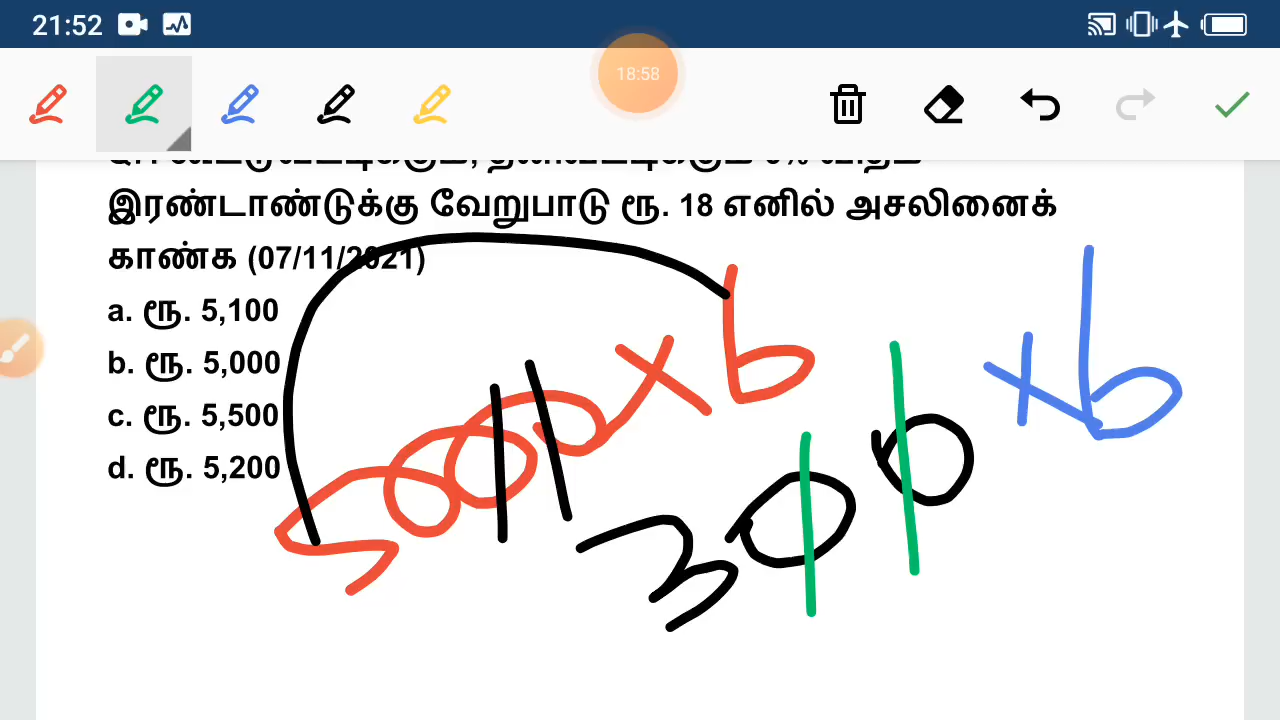 21:52
18:58
இரண்டாண்டுக்கு வேறுபாடு ரூ. 18 எனில் அசலினைக்
காண்க (07/11/2021)
a. ரூ. 5,100
b. ரூ. 5,000
c. ரூ. 5,500
d. ரூ. 5,200
5000 x 6
300 x 6